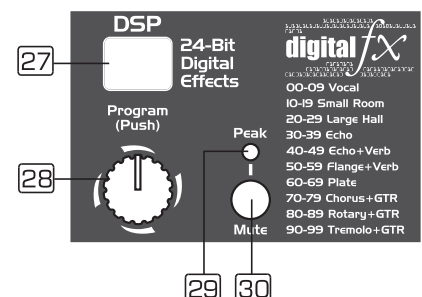 DSP
27
24-Bit
Digital
Effects
digital fx
Program
(Push)
28
Peak
Mute
29
30
00-09 Vocal
10-19 Small Room
20-29 Large Hall
30-39 Echo
40-49 Echo+Verb
50-59 Flange+Verb
60-69 Plate
70-79 Chorus+GTR
80-89 Rotary+GTR
90-99 Tremolo+GTR